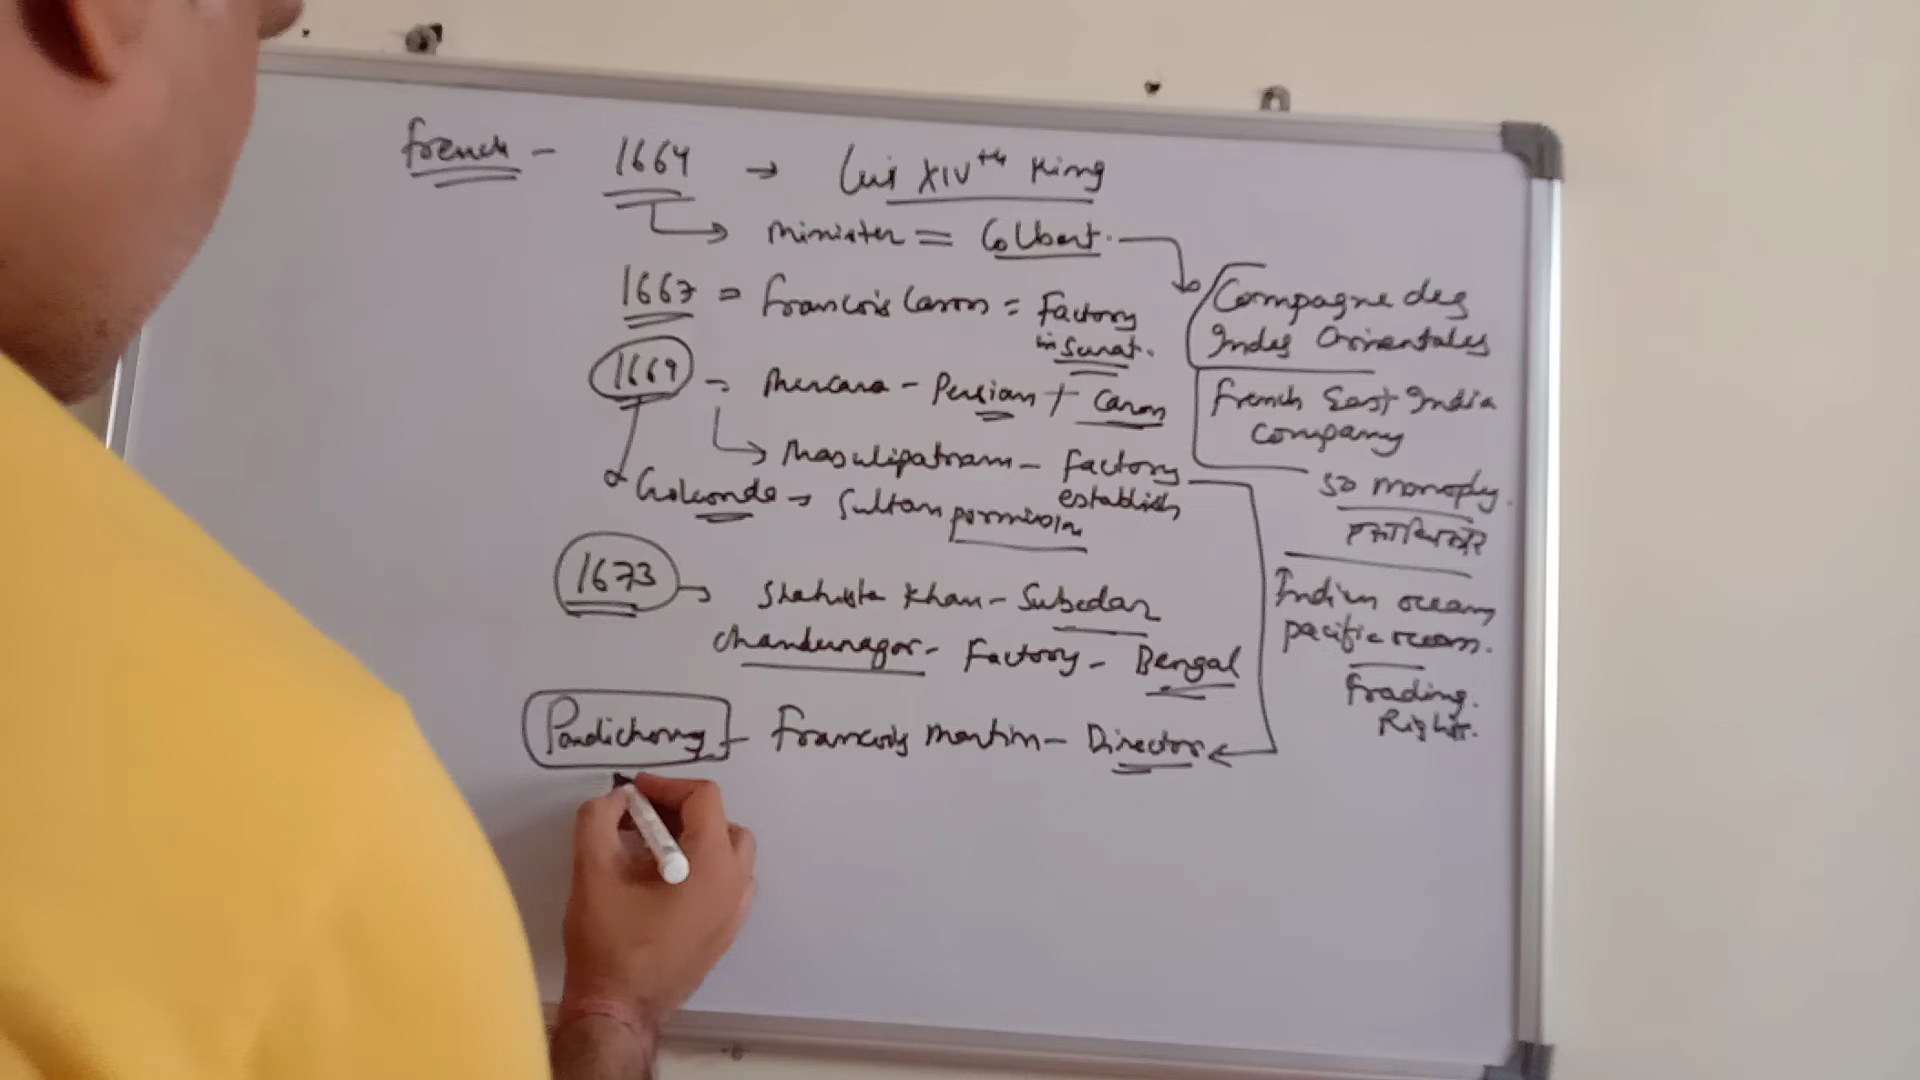 French - 1664 → Lui XIVth King
minister = Colbert.
1667 = Francois Caron = Factory
in Surat.
Compagne des
Indes Orientales
1669 → Mercara - Persian + Caron
French East India
company
→ Masulipatnam - Factory
establish
Golconda → Sultan permission
50 monoply.
1673 → Shahista Khan - Subedar
Indian ocean,
pacific ocean.
Chandernagor - Factory - Bengal
Trading.
Rights.
Pondicherry - Francois Martin - Director